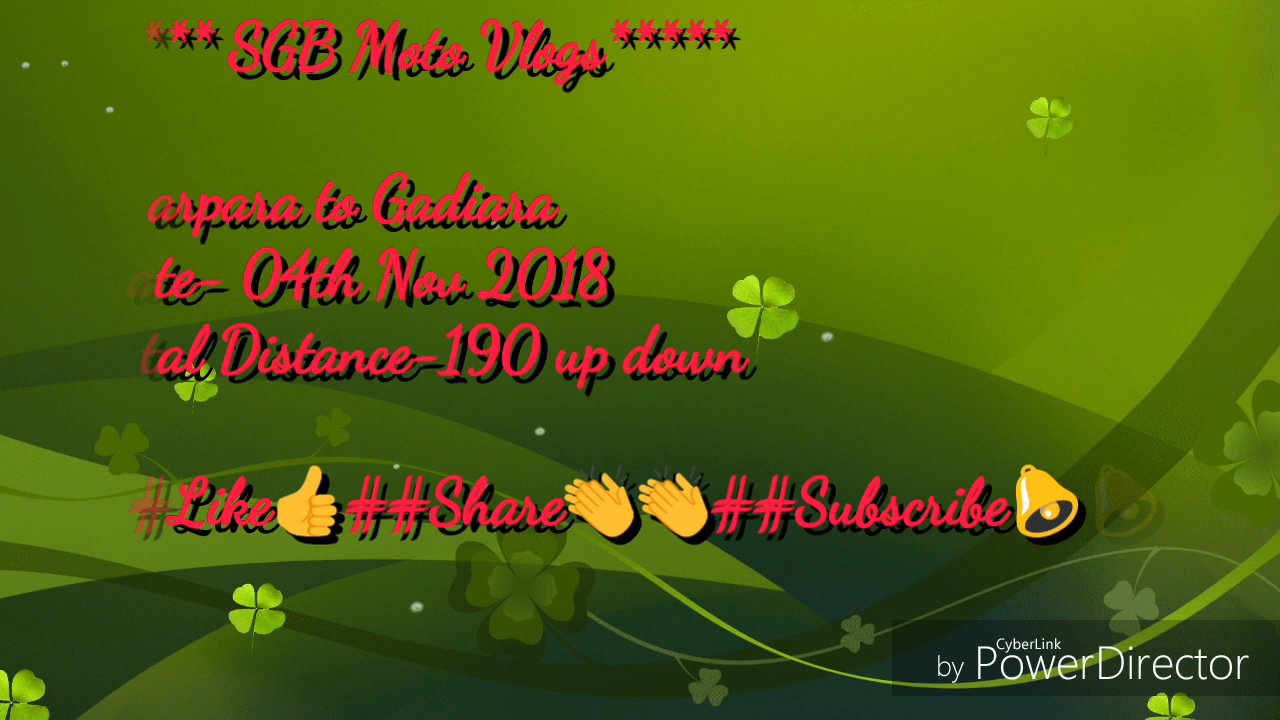 *** SGB Moto Vlogs *****
arpara to Gadiara
ate- 04th Nov 2018
tal Distance-190 up down
#Like👍##Share👏👏##Subscribe🔔🔔
by CyberLink PowerDirector